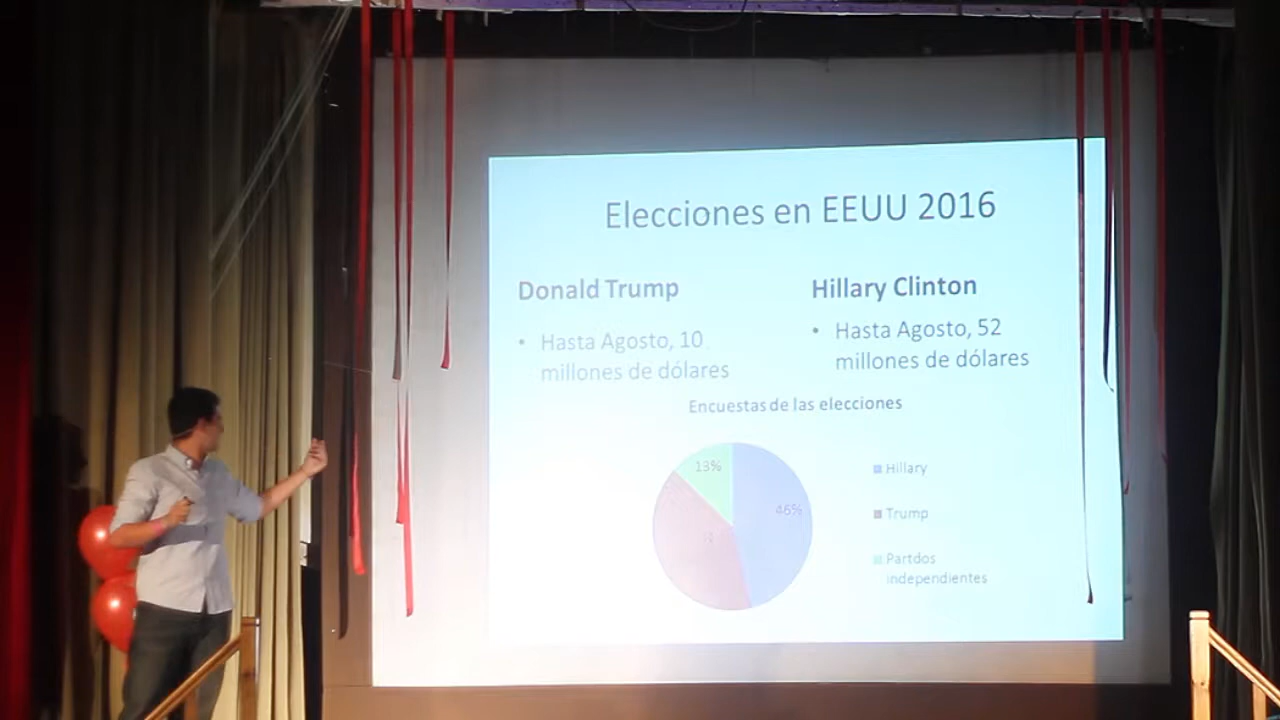 Elecciones en EEUU 2016
Donald Trump
• Hasta Agosto, 10
millones de dólares
Hillary Clinton
• Hasta Agosto, 52
millones de dólares
Encuestas de las elecciones
13%
46%
Hillary
Trump
Partdos
independientes